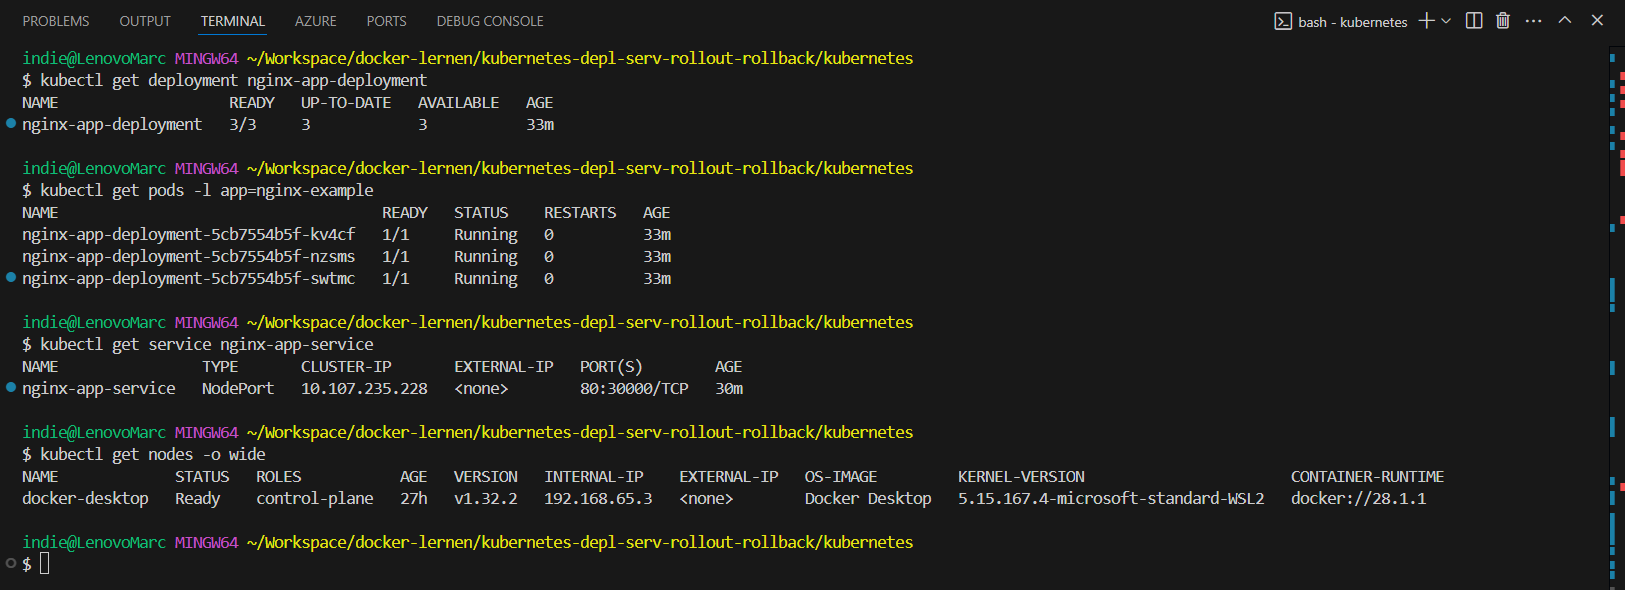 PROBLEMS OUTPUT TERMINAL AZURE PORTS DEBUG CONSOLE bash - kubernetes
indie@LenovoMarc MINGW64 ~/Workspace/docker-lernen/kubernetes-depl-serv-rollout-rollback/kubernetes
$ kubectl get deployment nginx-app-deployment
NAME READY UP-TO-DATE AVAILABLE AGE
nginx-app-deployment 3/3 3 3 33m
indie@LenovoMarc MINGW64 ~/Workspace/docker-lernen/kubernetes-depl-serv-rollout-rollback/kubernetes
$ kubectl get pods -l app=nginx-example
NAME READY STATUS RESTARTS AGE
nginx-app-deployment-5cb7554b5f-kv4cf 1/1 Running 0 33m
nginx-app-deployment-5cb7554b5f-nzsms 1/1 Running 0 33m
nginx-app-deployment-5cb7554b5f-swtmc 1/1 Running 0 33m
indie@LenovoMarc MINGW64 ~/Workspace/docker-lernen/kubernetes-depl-serv-rollout-rollback/kubernetes
$ kubectl get service nginx-app-service
NAME TYPE CLUSTER-IP EXTERNAL-IP PORT(S) AGE
nginx-app-service NodePort 10.107.235.228 <none> 80:30000/TCP 30m
indie@LenovoMarc MINGW64 ~/Workspace/docker-lernen/kubernetes-depl-serv-rollout-rollback/kubernetes
$ kubectl get nodes -o wide
NAME STATUS ROLES AGE VERSION INTERNAL-IP EXTERNAL-IP OS-IMAGE KERNEL-VERSION CONTAINER-RUNTIME
docker-desktop Ready control-plane 27h v1.32.2 192.168.65.3 <none> Docker Desktop 5.15.167.4-microsoft-standard-WSL2 docker://28.1.1
indie@LenovoMarc MINGW64 ~/Workspace/docker-lernen/kubernetes-depl-serv-rollout-rollback/kubernetes
$